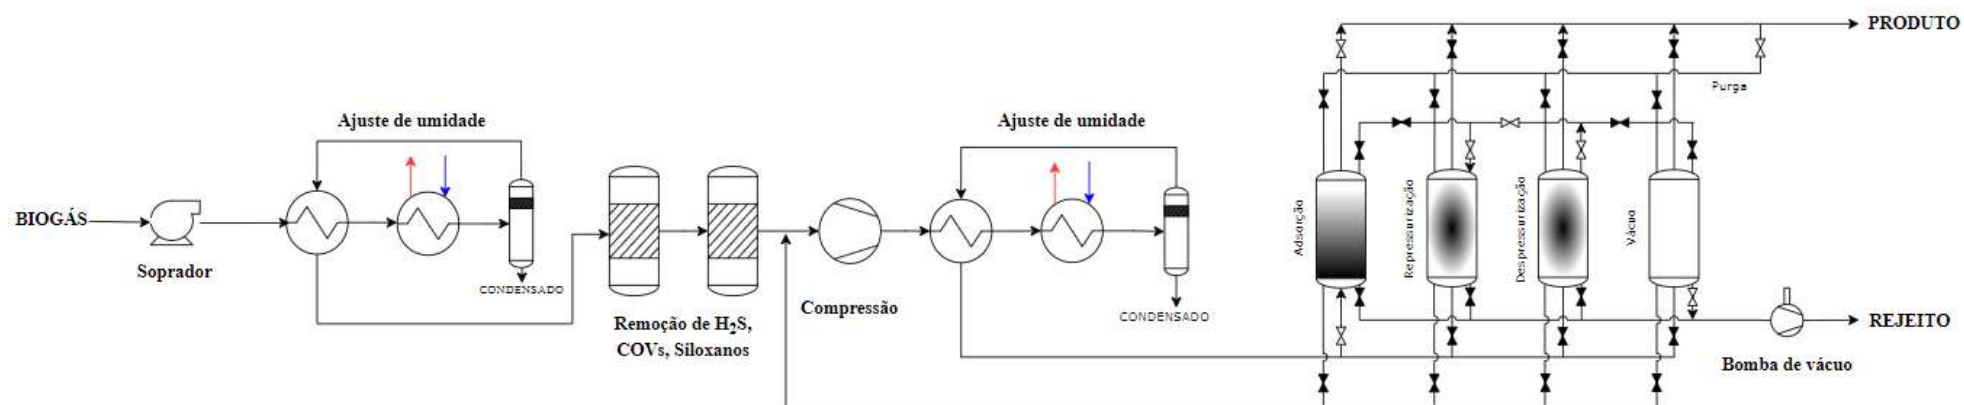 PRODUTO
Purga
Ajuste de umidade
Ajuste de umidade
BIOGÁS
Soprador
CONDENSADO
Remoção de H2S,
COVs, Siloxanos
Compressão
CONDENSADO
Adsorção
Repressurização
Despressurização
Vácuo
REJEITO
Bomba de vácuo